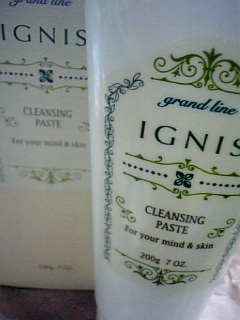 grand line
IGNIS
CLEANSING
PASTE
For your mind & skin
grand line
IGNIS
CLEANSING
PASTE
For your mind & skin
200g 7 OZ.